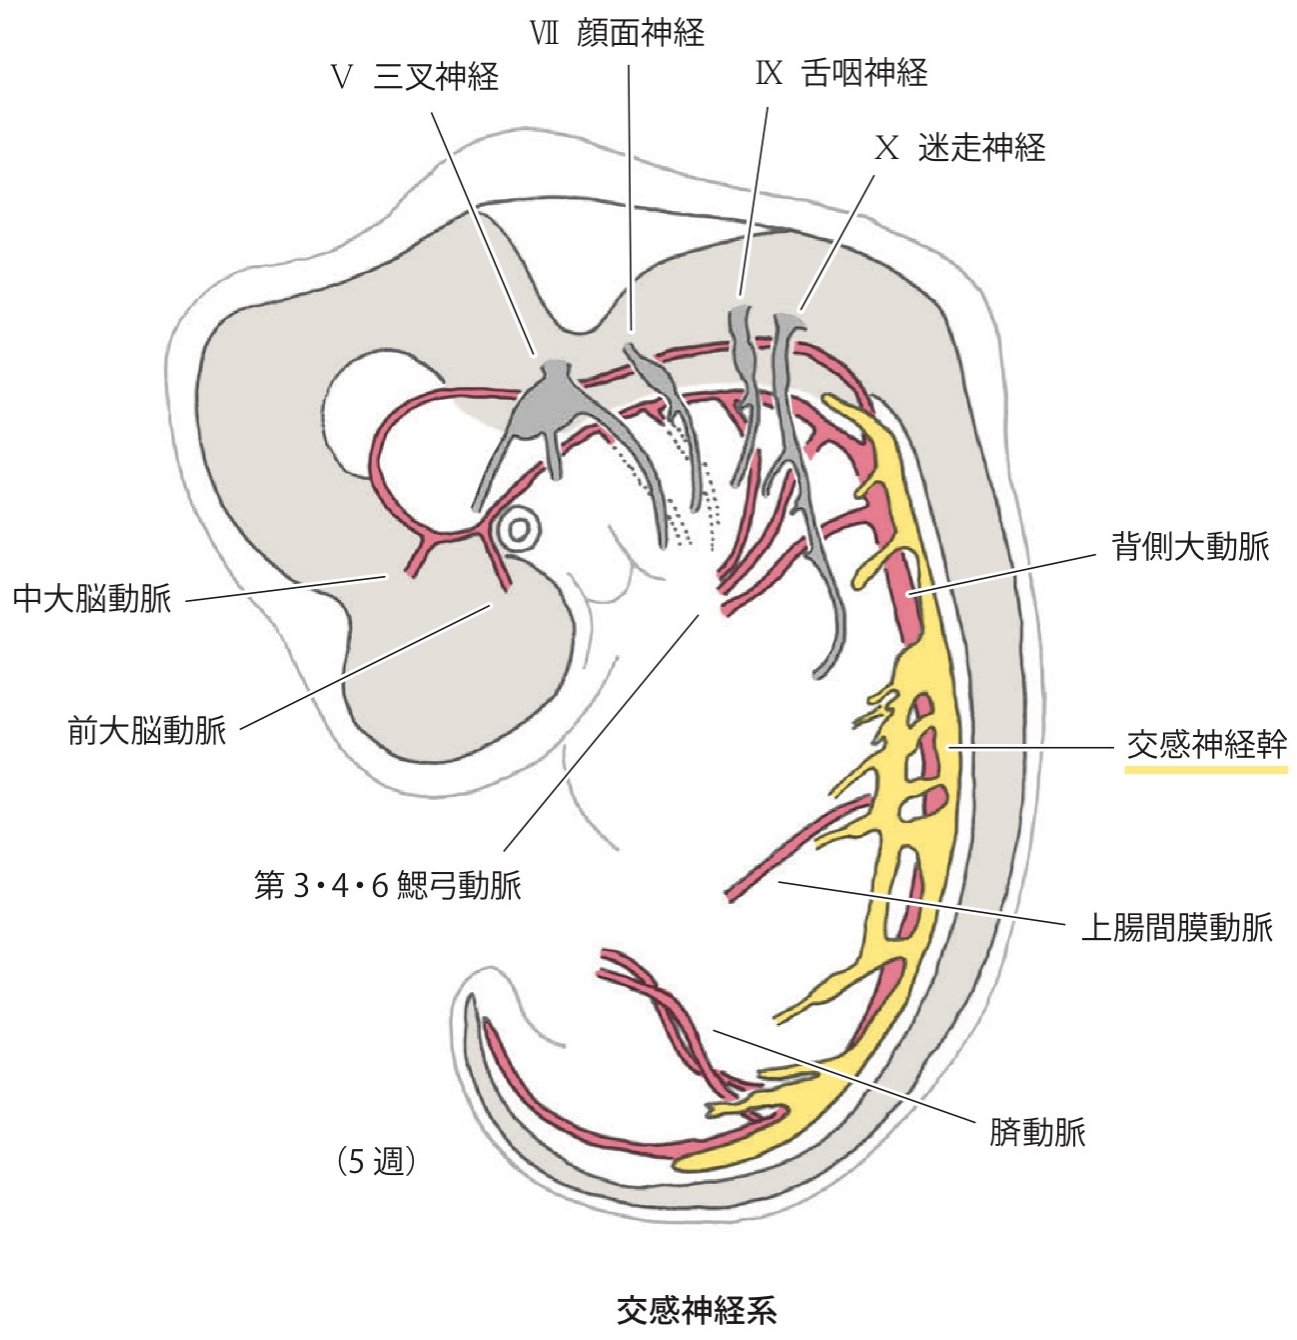 Ⅶ 顔面神経
Ⅴ 三叉神経
Ⅸ 舌咽神経
Ⅹ 迷走神経
背側大動脈
中大脳動脈
前大脳動脈
交感神経幹
第3・4・6鰓弓動脈
上腸間膜動脈
臍動脈
(5週)
交感神経系